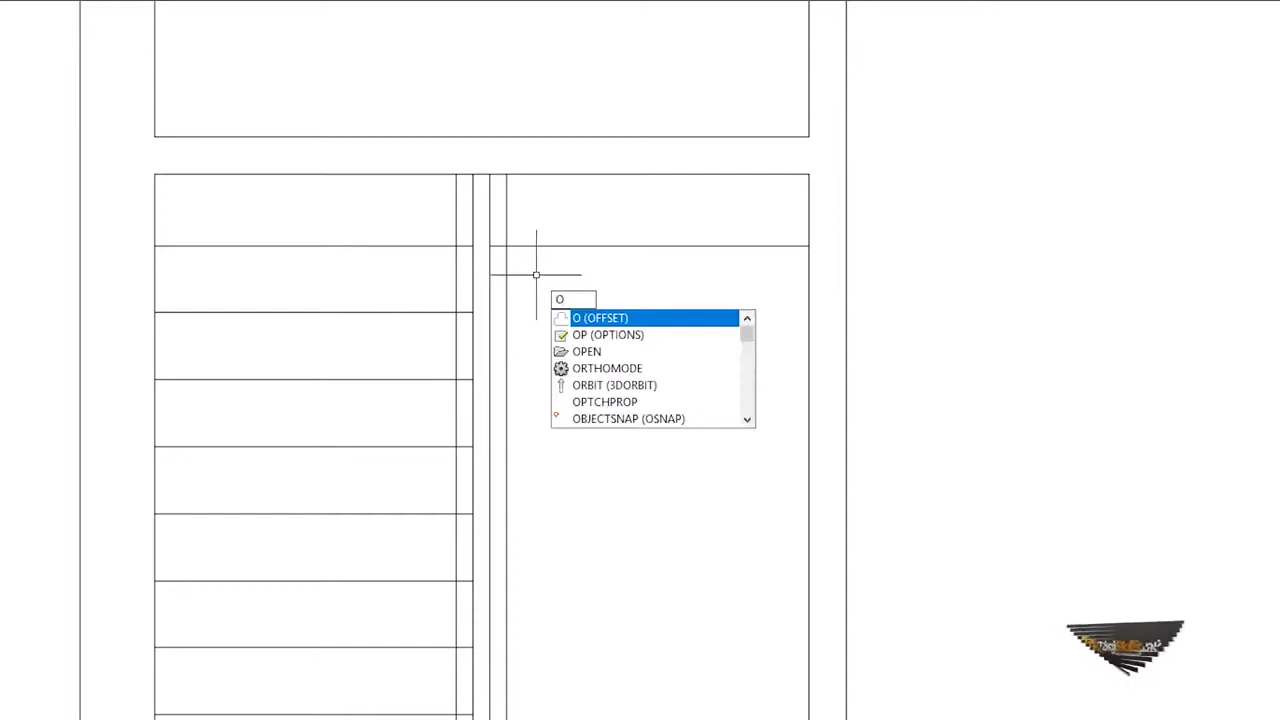 O
O (OFFSET)
OP (OPTIONS)
OPEN
ORTHOMODE
ORBIT (3DORBIT)
OPTCHPROP
OBJECTSNAP (OSNAP)